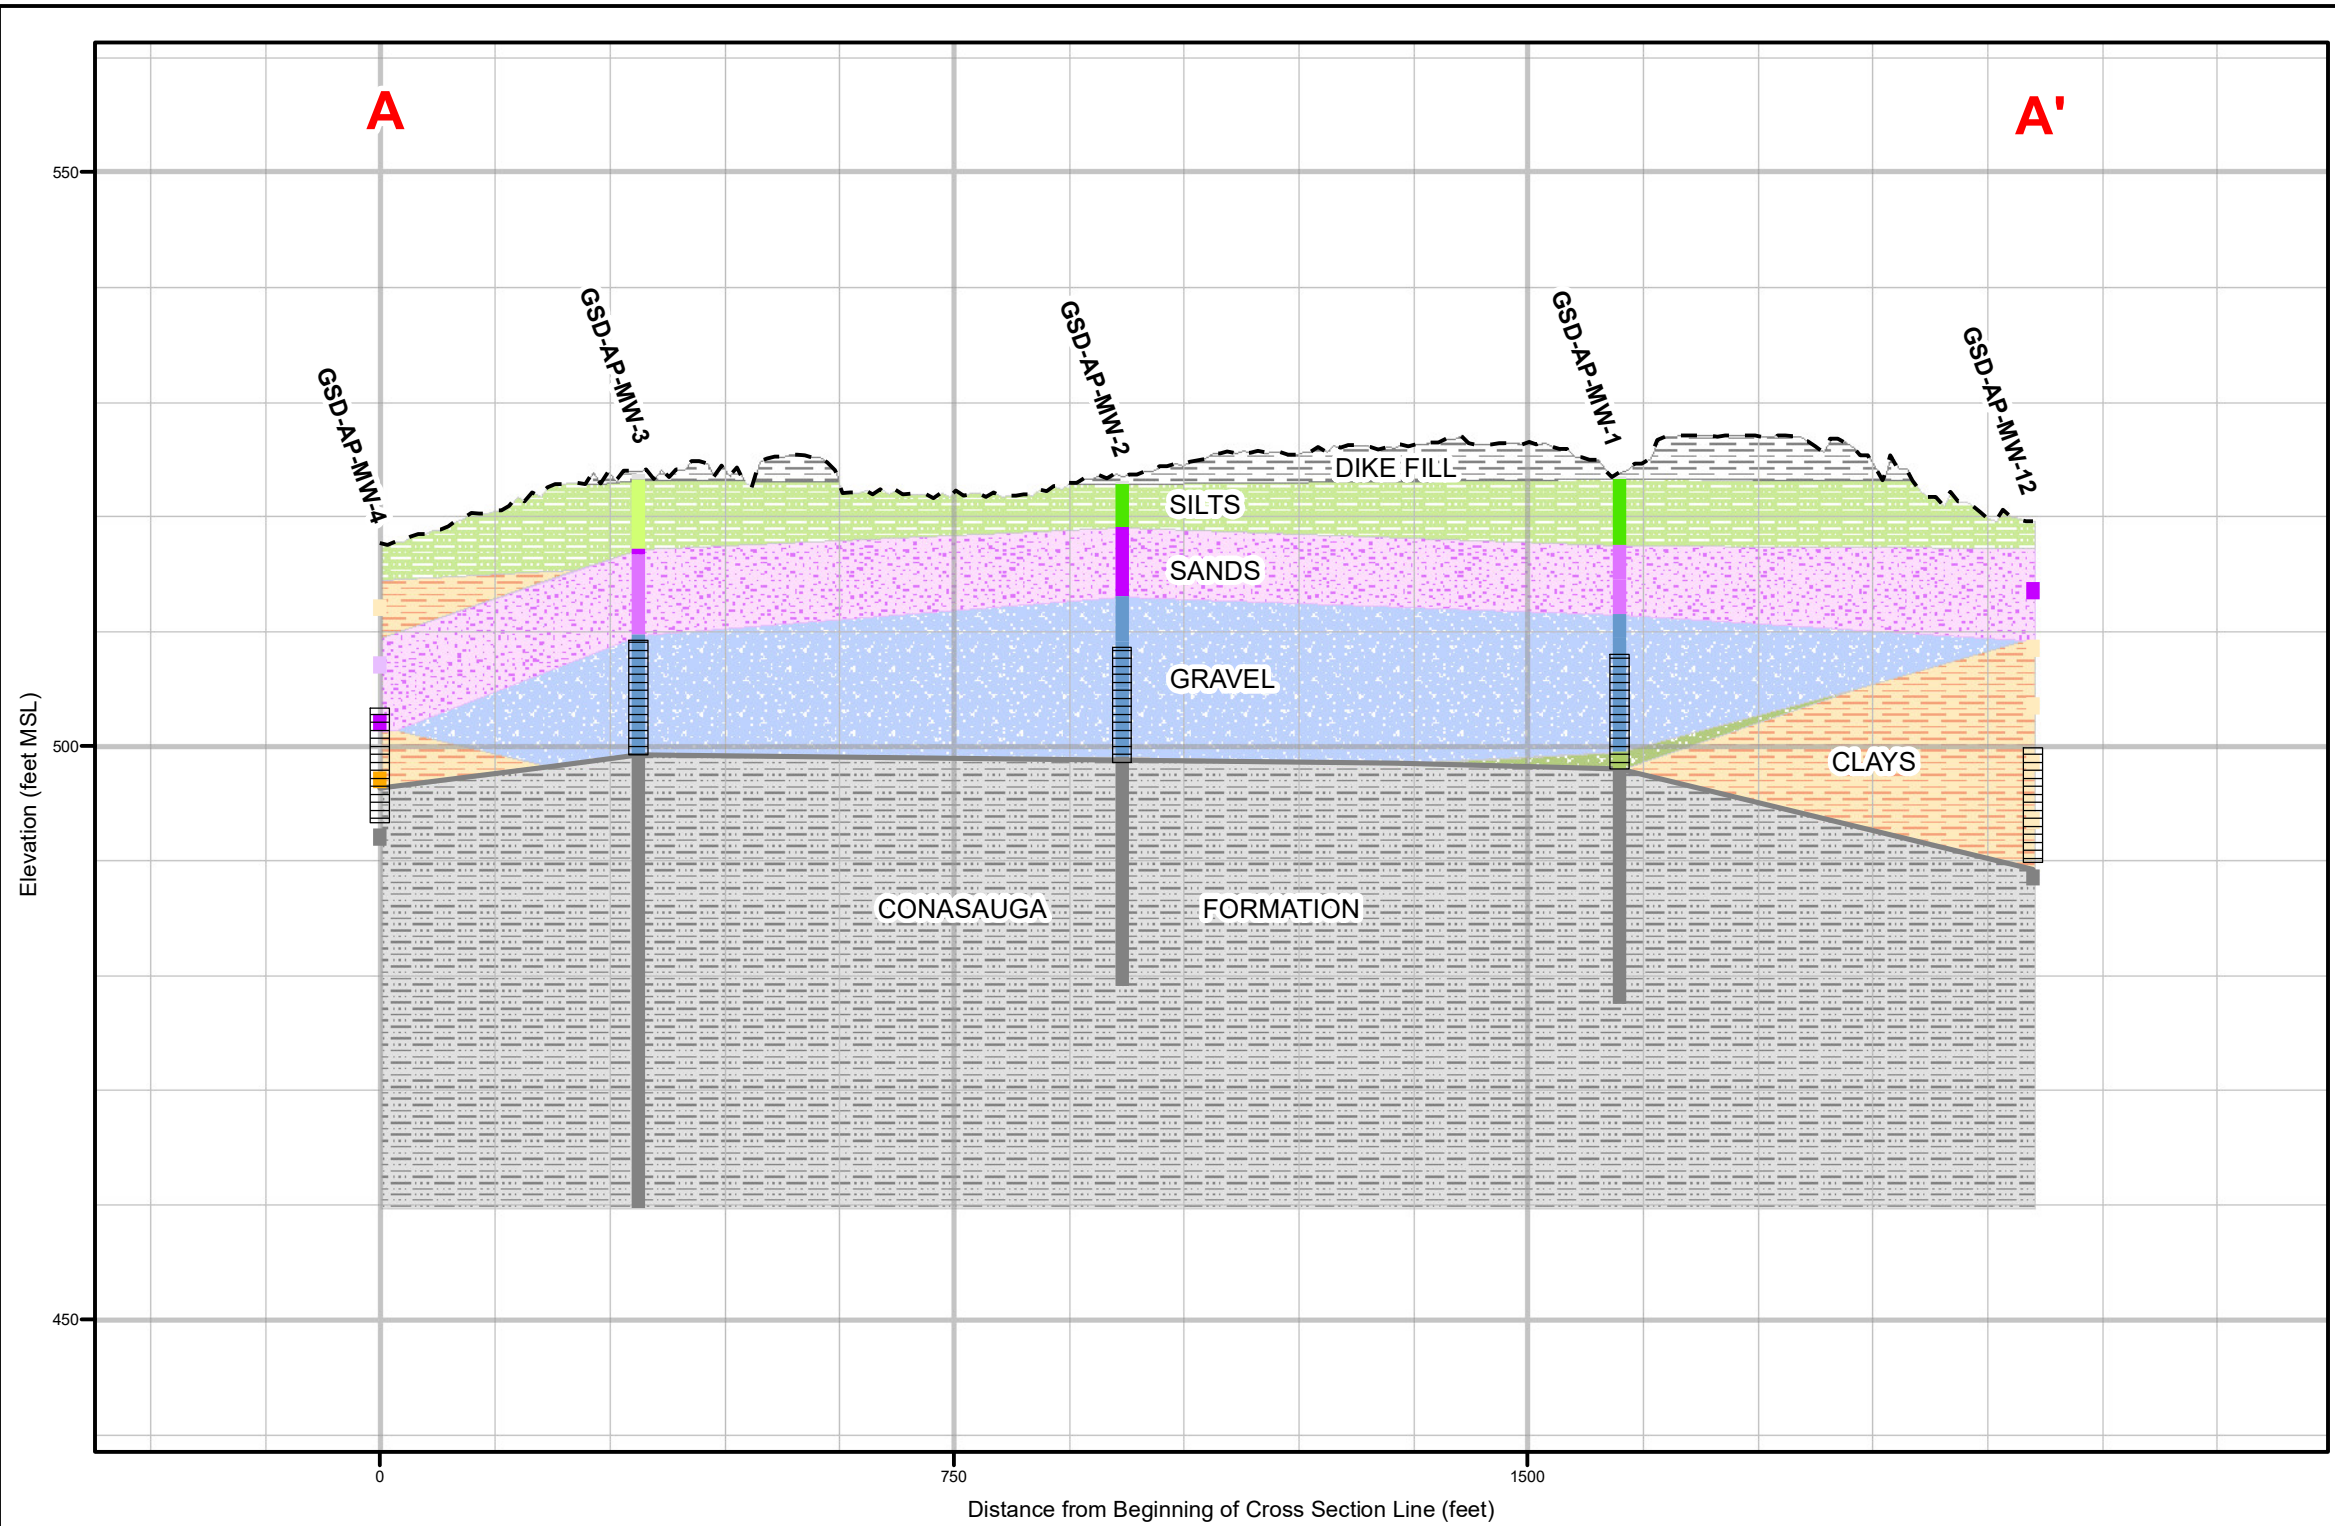 A
A'
550
GSD-AP-MW-4
GSD-AP-MW-3
GSD-AP-MW-2
GSD-AP-MW-1
GSD-AP-MW-12
DIKE FILL
SILTS
SANDS
GRAVEL
500
CLAYS
Elevation (feet MSL)
CONASAUGA FORMATION
450
0 750 1500
Distance from Beginning of Cross Section Line (feet)